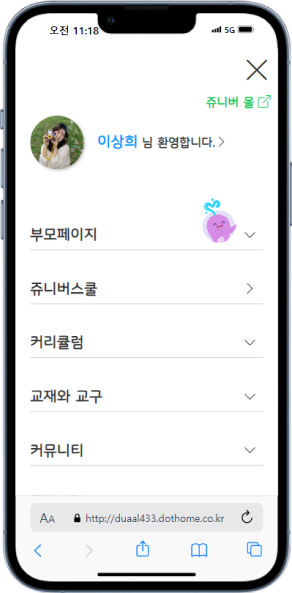 오전 11:18
5G
쥬니버 몰
이상희 님 환영합니다.
부모페이지
쥬니버스쿨
커리큘럼
교재와 교구
커뮤니티
AA http://duaal433.dothome.co.kr